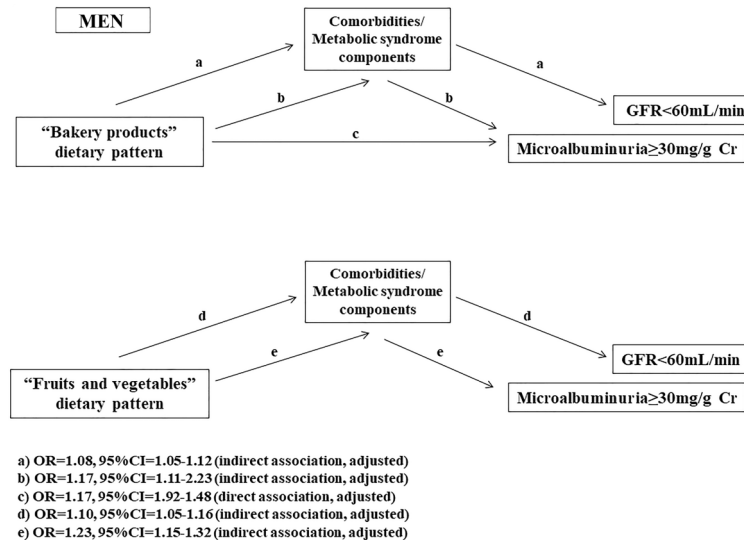 MEN
Comorbidities/
Metabolic syndrome
components
a
a
b
b
c
"Bakery products"
dietary pattern
GFR<60mL/min
Microalbuminuria≥30mg/g Cr
Comorbidities/
Metabolic syndrome
components
d
d
e
e
"Fruits and vegetables"
dietary pattern
GFR<60mL/min
Microalbuminuria≥30mg/g Cr
a) OR=1.08, 95%CI=1.05-1.12 (indirect association, adjusted)
b) OR=1.17, 95%CI=1.11-2.23 (indirect association, adjusted)
c) OR=1.17, 95%CI=1.92-1.48 (direct association, adjusted)
d) OR=1.10, 95%CI=1.05-1.16 (indirect association, adjusted)
e) OR=1.23, 95%CI=1.15-1.32 (indirect association, adjusted)